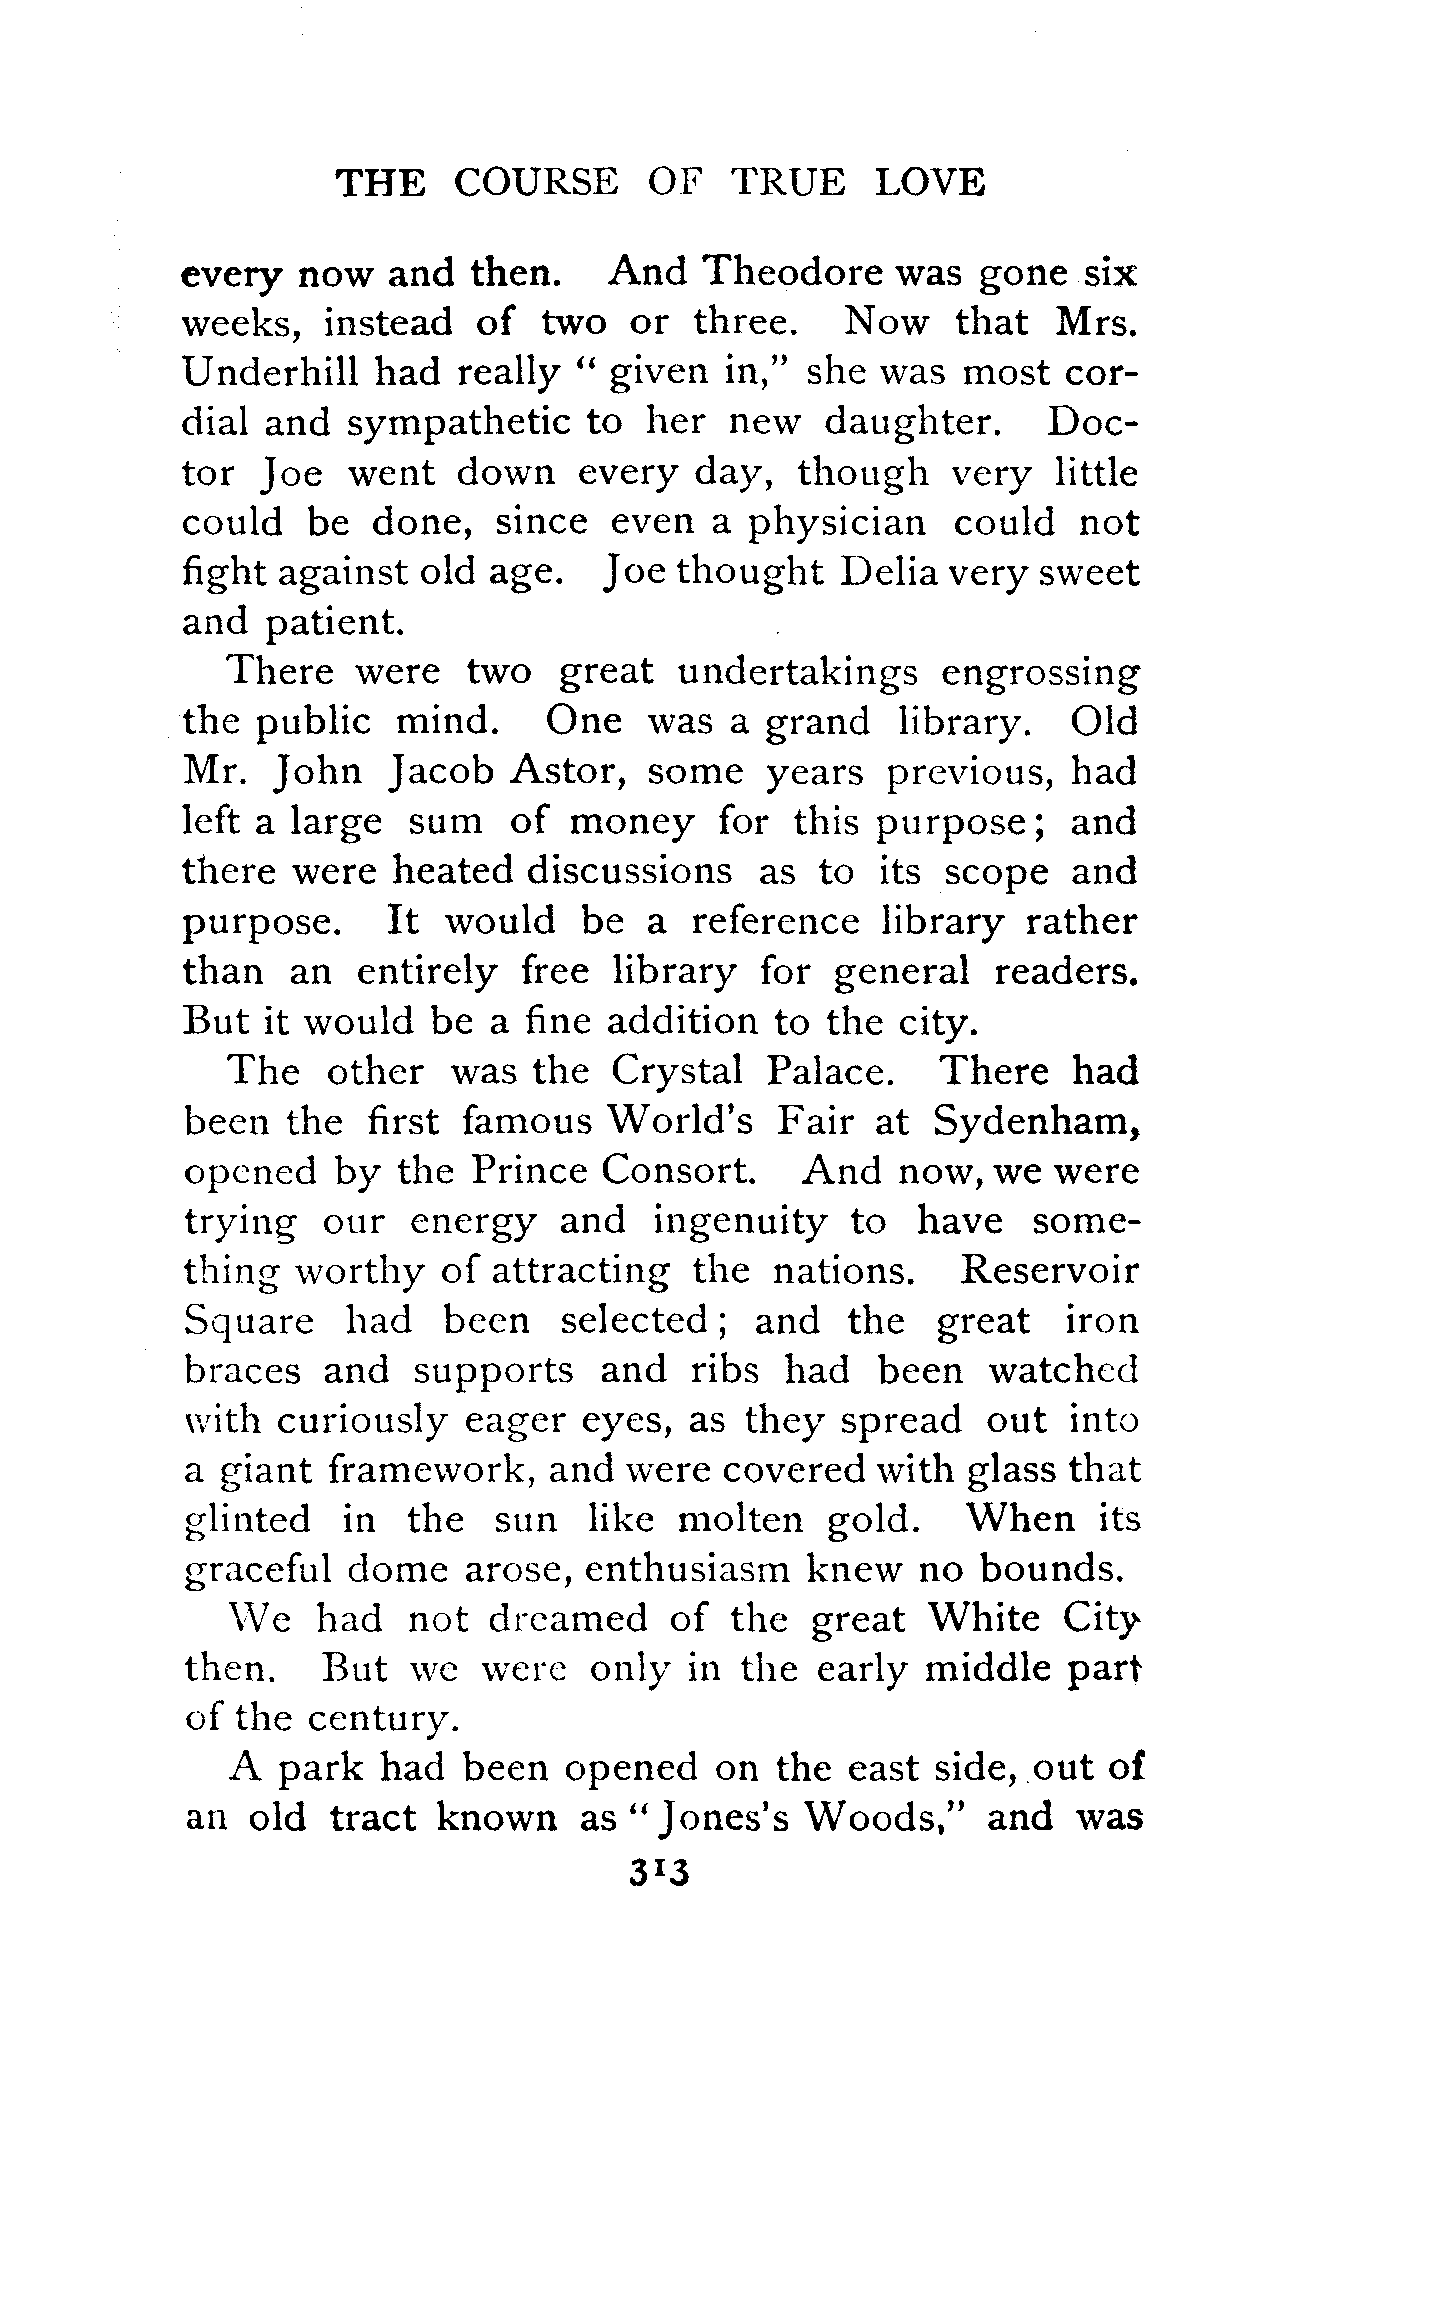 THE COURSE OF TRUE LOVE
every now and then. And Theodore was gone six
weeks, instead of two or three. Now that Mrs.
Underhill had really “ given in,” she was most cor-
dial and sympathetic to her new daughter. Doc-
tor Joe went down every day, though very little
could be done, since even a physician could not
fight against old age. Joe thought Delia very sweet
and patient.
There were two great undertakings engrossing
the public mind. One was a grand library. Old
Mr. John Jacob Astor, some years previous, had
left a large sum of money for this purpose; and
there were heated discussions as to its scope and
purpose. It would be a reference library rather
than an entirely free library for general readers.
But it would be a fine addition to the city.
The other was the Crystal Palace. There had
been the first famous World's Fair at Sydenham,
opened by the Prince Consort. And now, we were
trying our energy and ingenuity to have some-
thing worthy of attracting the nations. Reservoir
Square had been selected; and the great iron
braces and supports and ribs had been watched
with curiously eager eyes, as they spread out into
a giant framework, and were covered with glass that
glinted in the sun like molten gold. When its
graceful dome arose, enthusiasm knew no bounds.
We had not dreamed of the great White City
then. But we were only in the early middle part
of the century.
A park had been opened on the east side, out of
an old tract known as “ Jones's Woods,” and was
313